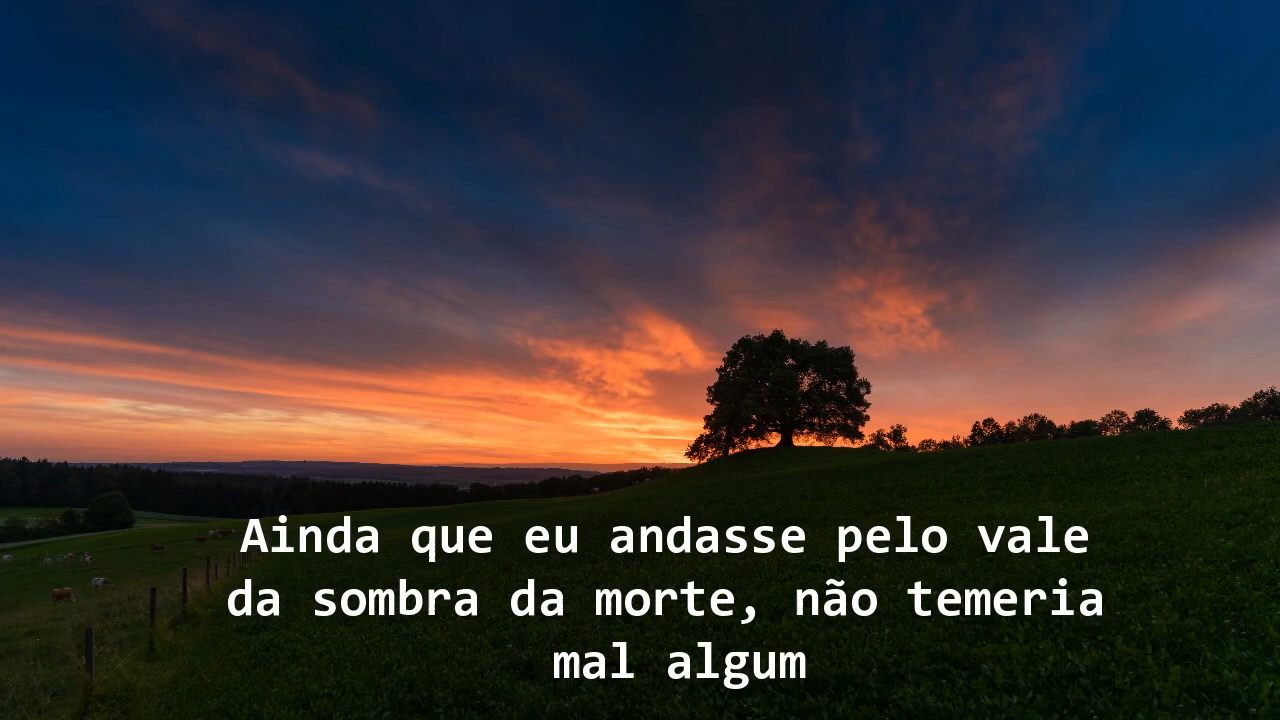 Ainda que eu andasse pelo vale
da sombra da morte, não temeria
mal algum